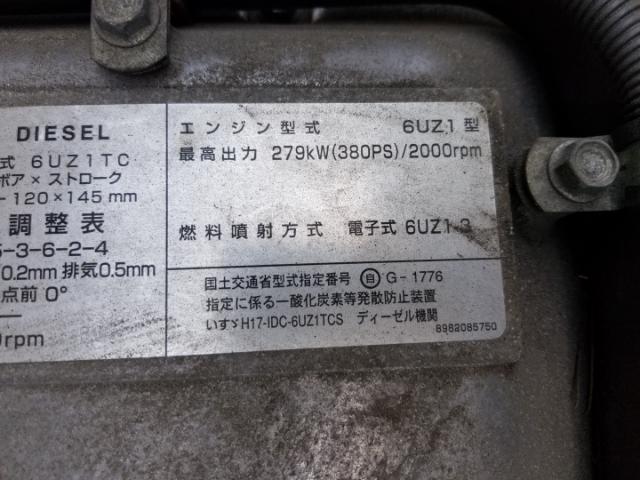 DIESEL
式 6UZ1TC
ボア × ストローク
120×145 mm
調整表
5-3-6-2-4
0.2mm 排気0.5mm
点前 0°
rpm
エンジン型式 6UZ1型
最高出力 279kW(380PS)/2000rpm
燃料噴射方式 電子式 6UZ1-3
国土交通省型式指定番号 自 G-1776
指定に係る一酸化炭素等発散防止装置
いすゞH17-IDC-6UZ1TCS ディーゼル機関
8982085750